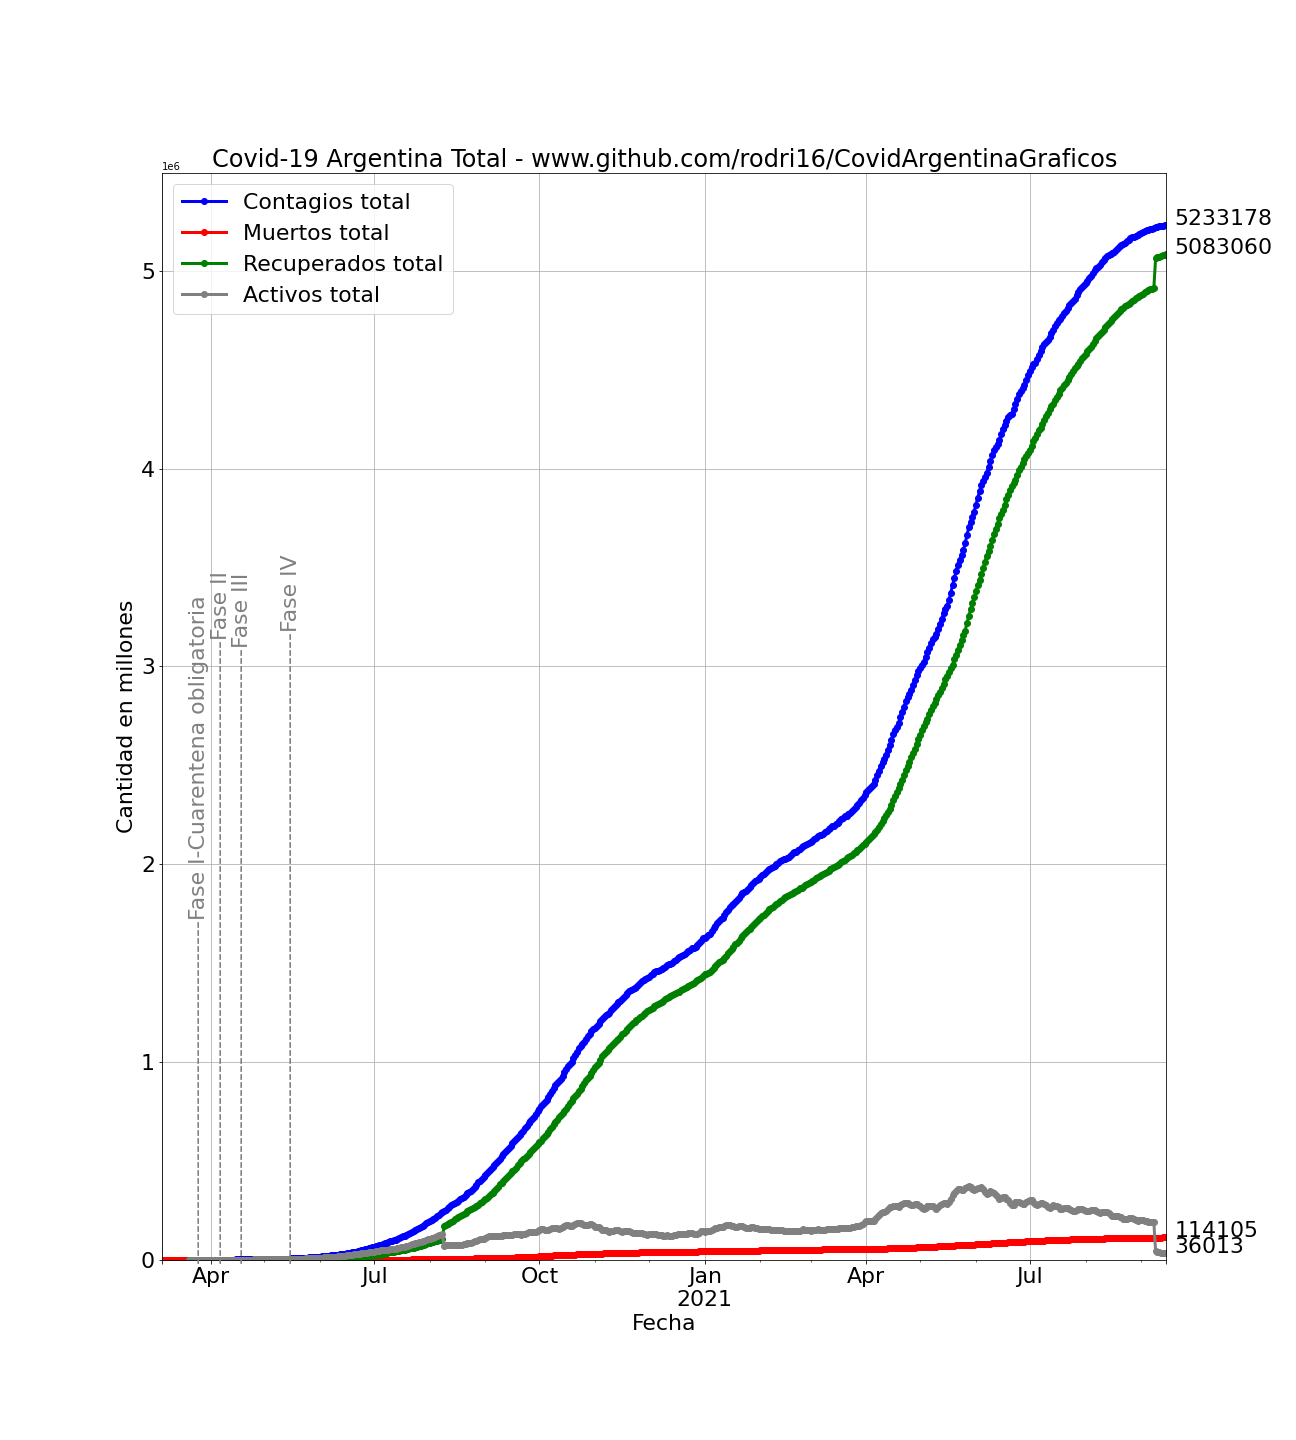 Covid-19 Argentina Total - www.github.com/rodri16/CovidArgentinaGraficos
1e6
Contagios total
Muertos total
Recuperados total
Activos total
5233178
5083060
114105
36013
5
4
3
2
1
0
Cantidad en millones
Fase I-Cuarentena obligatoria
Fase II
Fase III
Fase IV
Apr
Jul
Oct
Jan
2021
Apr
Jul
Fecha